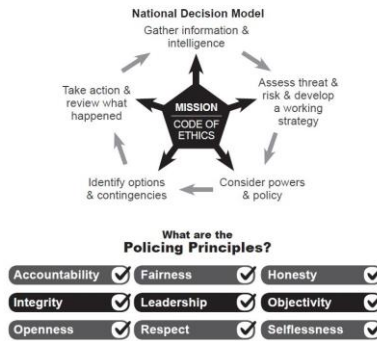 National Decision Model
Gather information &
intelligence
Assess threat &
risk & develop
a working
strategy
Consider powers
& policy
Identify options
& contingencies
Take action &
review what
happened
MISSION
CODE OF
ETHICS
What are the
Policing Principles?
Accountability Fairness Honesty
Integrity Leadership Objectivity
Openness Respect Selflessness